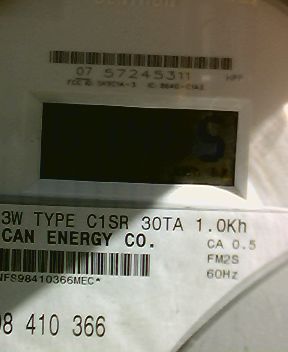 07 57245311
3W TYPE C1SR 30TA 1.0Kh
CAN ENERGY CO.
CA 0.5
FM2S
60Hz
NFS98410366MEC*
98 410 366